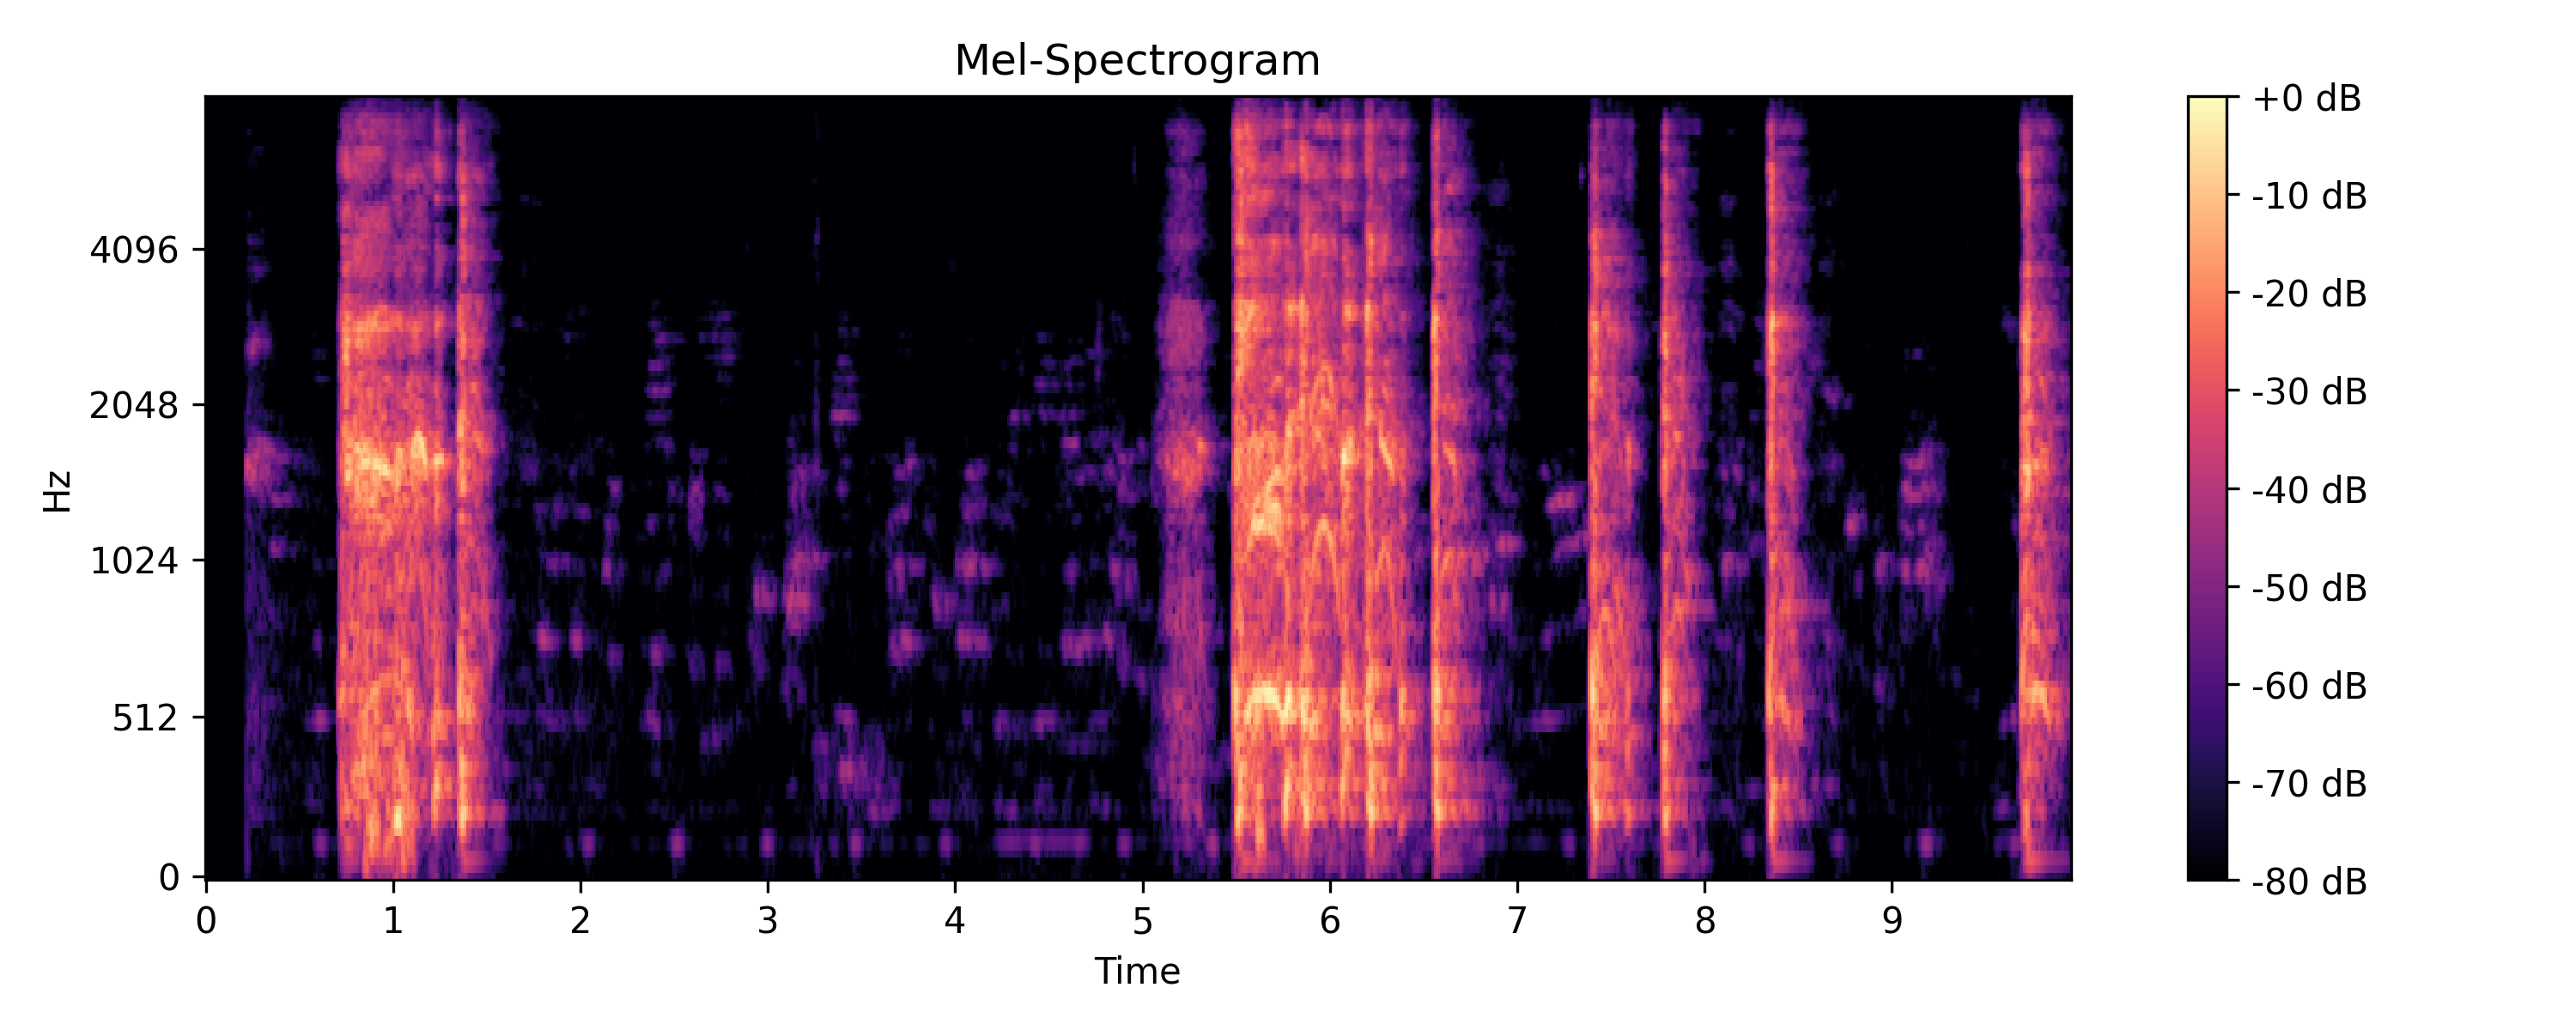 Mel-Spectrogram
Hz
4096
2048
1024
512
0
0 1 2 3 4 5 6 7 8 9
Time
+0 dB
-10 dB
-20 dB
-30 dB
-40 dB
-50 dB
-60 dB
-70 dB
-80 dB